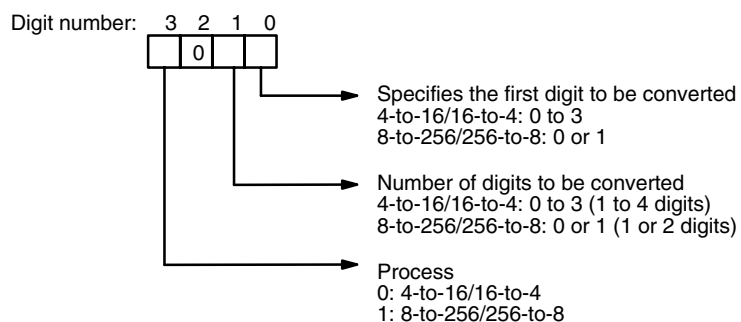 Digit number: 3 2 1 0
0
Specifies the first digit to be converted
4-to-16/16-to-4: 0 to 3
8-to-256/256-to-8: 0 or 1
Number of digits to be converted
4-to-16/16-to-4: 0 to 3 (1 to 4 digits)
8-to-256/256-to-8: 0 or 1 (1 or 2 digits)
Process
0: 4-to-16/16-to-4
1: 8-to-256/256-to-8